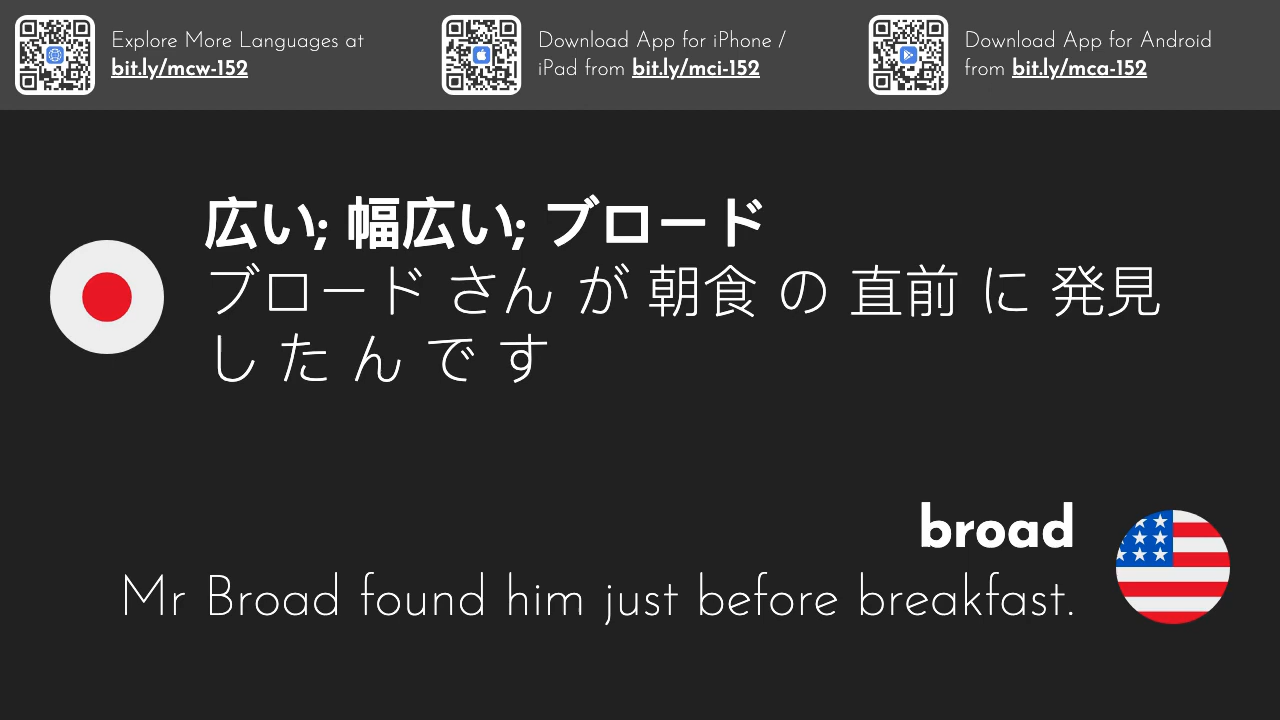 Explore More Languages at
bit.ly/mcw-152
Download App for iPhone /
iPad from bit.ly/mci-152
Download App for Android
from bit.ly/mca-152
広い; 幅広い; ブロード
ブロード さん が 朝食 の 直前 に 発見
し た ん で す
broad
Mr Broad found him just before breakfast.